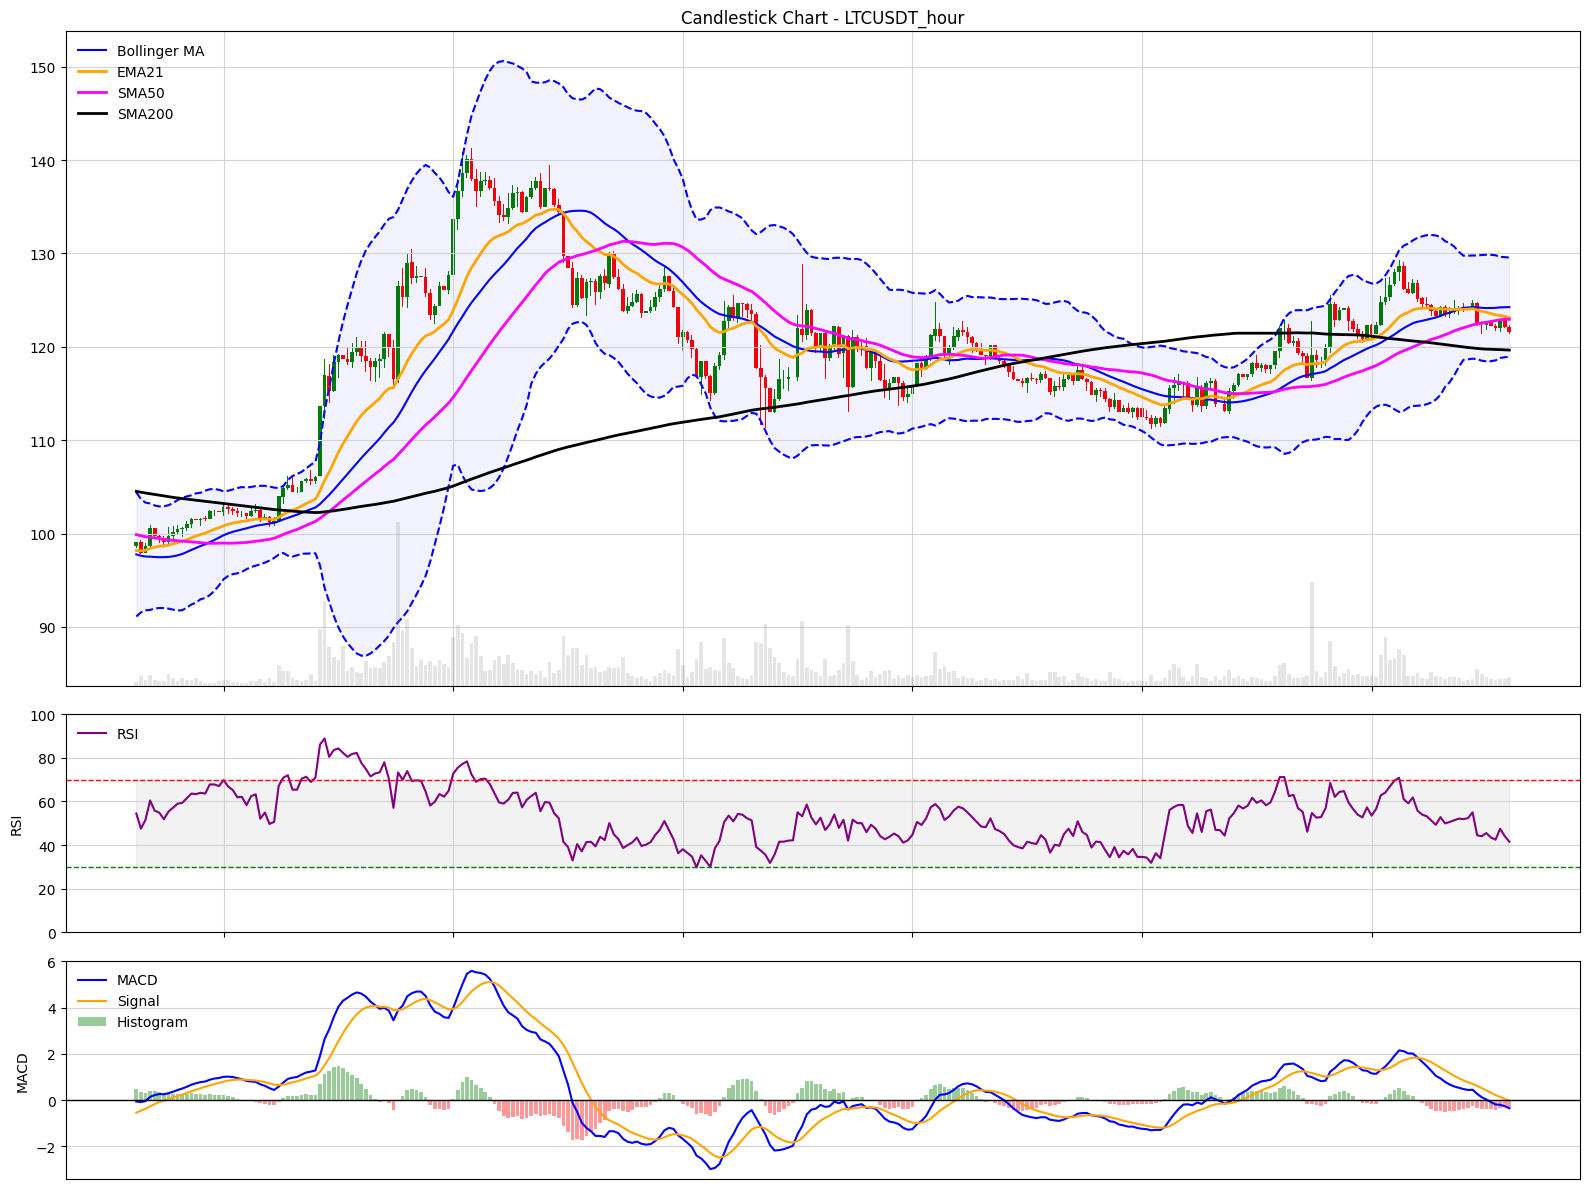 Candlestick Chart - LTCUSDT_hour
Bollinger MA
EMA21
SMA50
SMA200
150
140
130
120
110
100
90
RSI
100
80
60
40
20
0
RSI
MACD
Signal
Histogram
6
4
2
0
−2
MACD